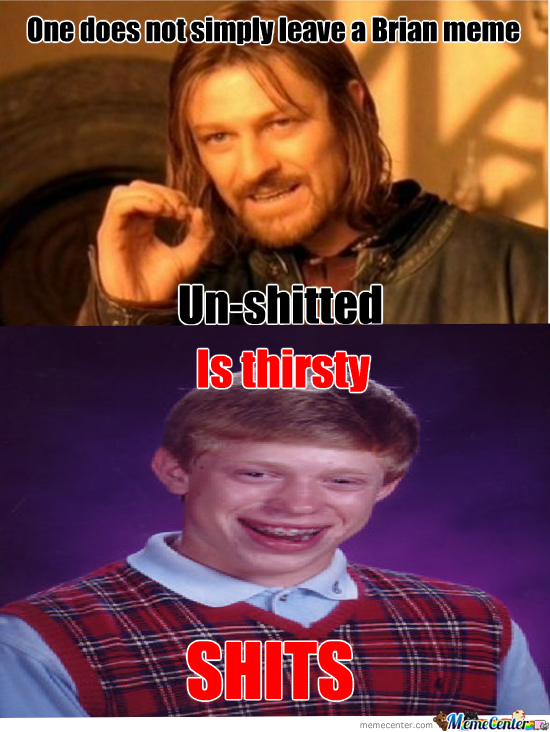 One does not simply leave a Brian meme
Un-shitted
Is thirsty
SHITS
memecenter.com MemeCenter